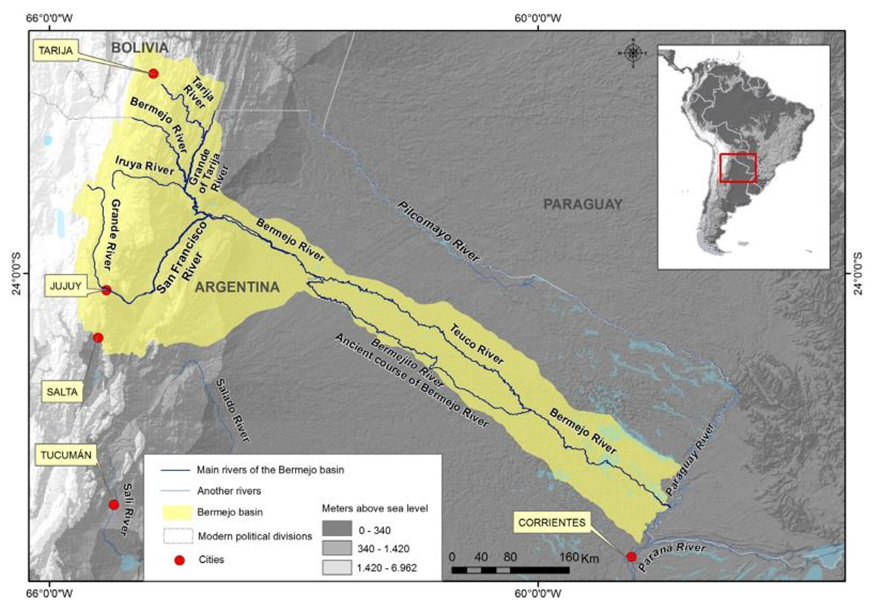 66°0'0"W
60°0'0"W
TARIJA
BOLIVIA
Tarija
River
Bermejo River
Grande
of Tarija
River
Iruya River
Grande River
San Francisco
River
Bermejo River
Pilcomayo River
PARAGUAY
24°0'0"S
24°0'0"S
JUJUY
ARGENTINA
SALTA
Teuco River
Bermejito River
Ancient course of Bermejo River
Salado River
Bermejo River
Paraguay River
TUCUMÁN
Sali River
CORRIENTES
Parana River
Main rivers of the Bermejo basin
Another rivers
Bermejo basin
Modern political divisions
Cities
Meters above sea level
0 - 340
340 - 1.420
1.420 - 6.962
0 40 80 160 Km
66°0'0"W
60°0'0"W